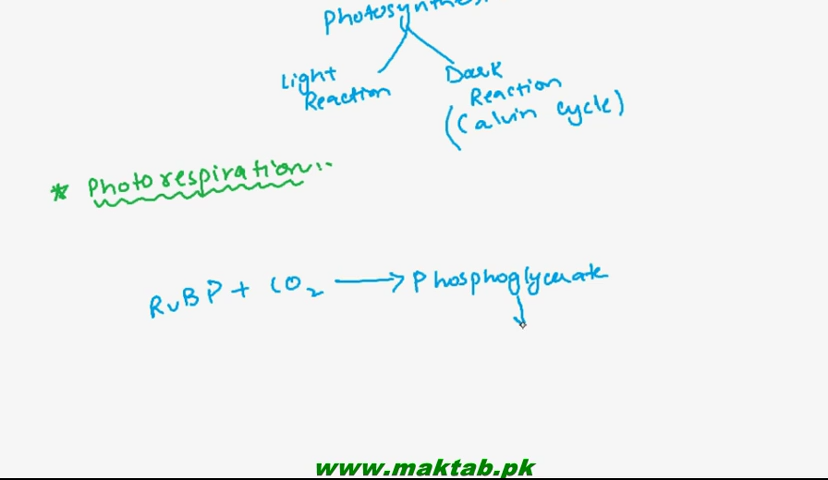 Light
Reaction
Dark
Reaction
(Calvin cycle)
* Photorespiration:-
RuBP + CO₂ → Phosphoglycerate
www.maktab.pk